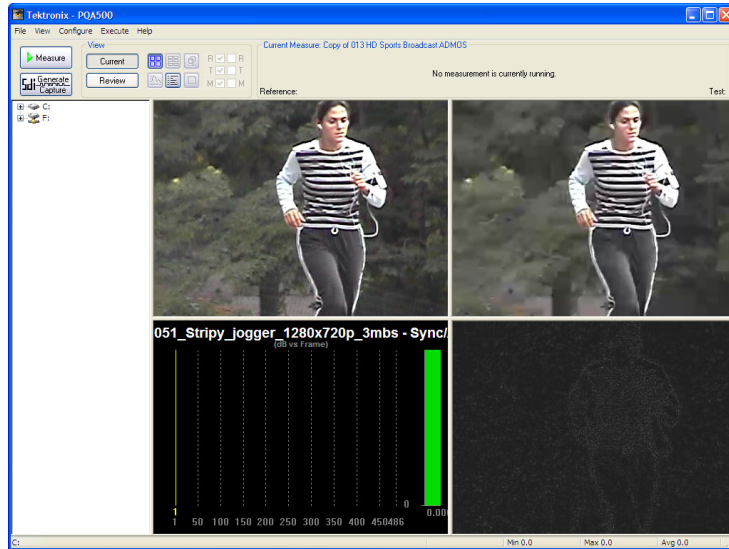 Tektronix - PQA500
File View Configure Execute Help
Measure
Sdi Generate
Capture
View
Current
Review
R R
T T
M M
Current Measure: Copy of 013 HD Sports Broadcast ADMOS
No measurement is currently running.
Reference:
Test:
C:
F:
051_Stripy_jogger_1280x720p_3mbs - Sync/
(dB vs Frame)
0
0.00
1
1 50 100 150 200 250 300 350 400 450 486
C:
Min 0.0
Max 0.0
Avg 0.0